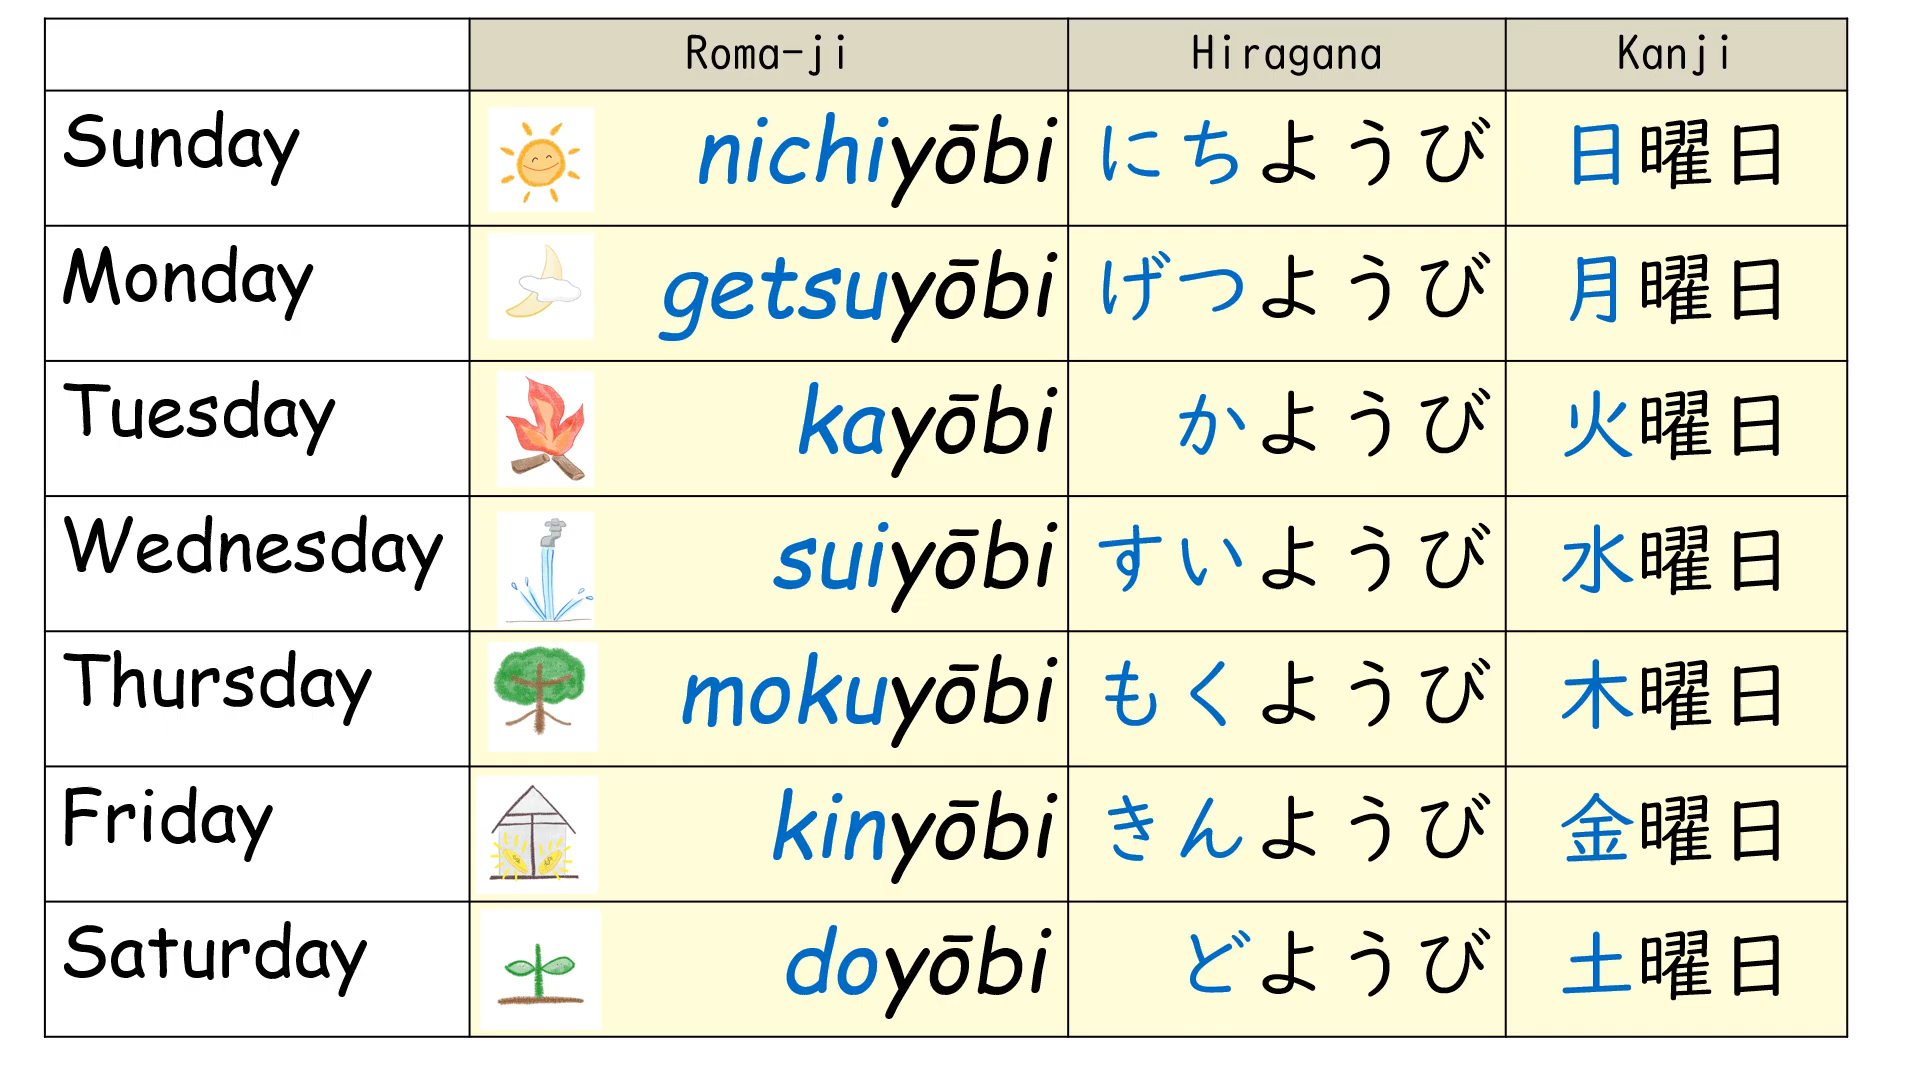 Roma-ji Hiragana Kanji
Sunday nichiyōbi にちようび 日曜日
Monday getsuyōbi げつようび 月曜日
Tuesday kayōbi かようび 火曜日
Wednesday suiyōbi すいようび 水曜日
Thursday mokuyōbi もくようび 木曜日
Friday kinyōbi きんようび 金曜日
Saturday doyōbi どようび 土曜日